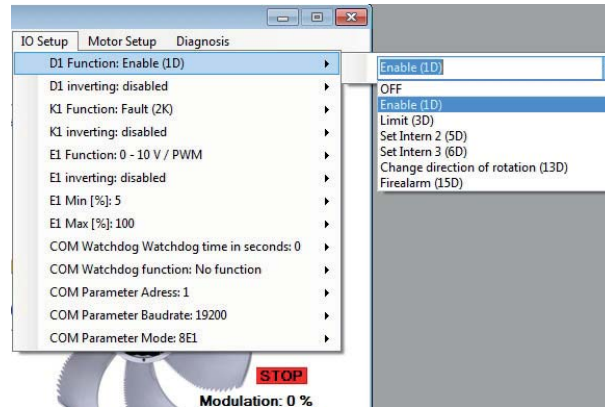 IO Setup Motor Setup Diagnosis
D1 Function: Enable (1D)
D1 inverting: disabled
K1 Function: Fault (2K)
K1 inverting: disabled
E1 Function: 0 - 10 V / PWM
E1 inverting: disabled
E1 Min [%]: 5
E1 Max [%]: 100
COM Watchdog Watchdog time in seconds: 0
COM Watchdog function: No function
COM Parameter Adress: 1
COM Parameter Baudrate: 19200
COM Parameter Mode: 8E1
Enable (1D)
OFF
Enable (1D)
Limit (3D)
Set Intern 2 (5D)
Set Intern 3 (6D)
Change direction of rotation (13D)
Firealarm (15D)
STOP
Modulation: 0 %